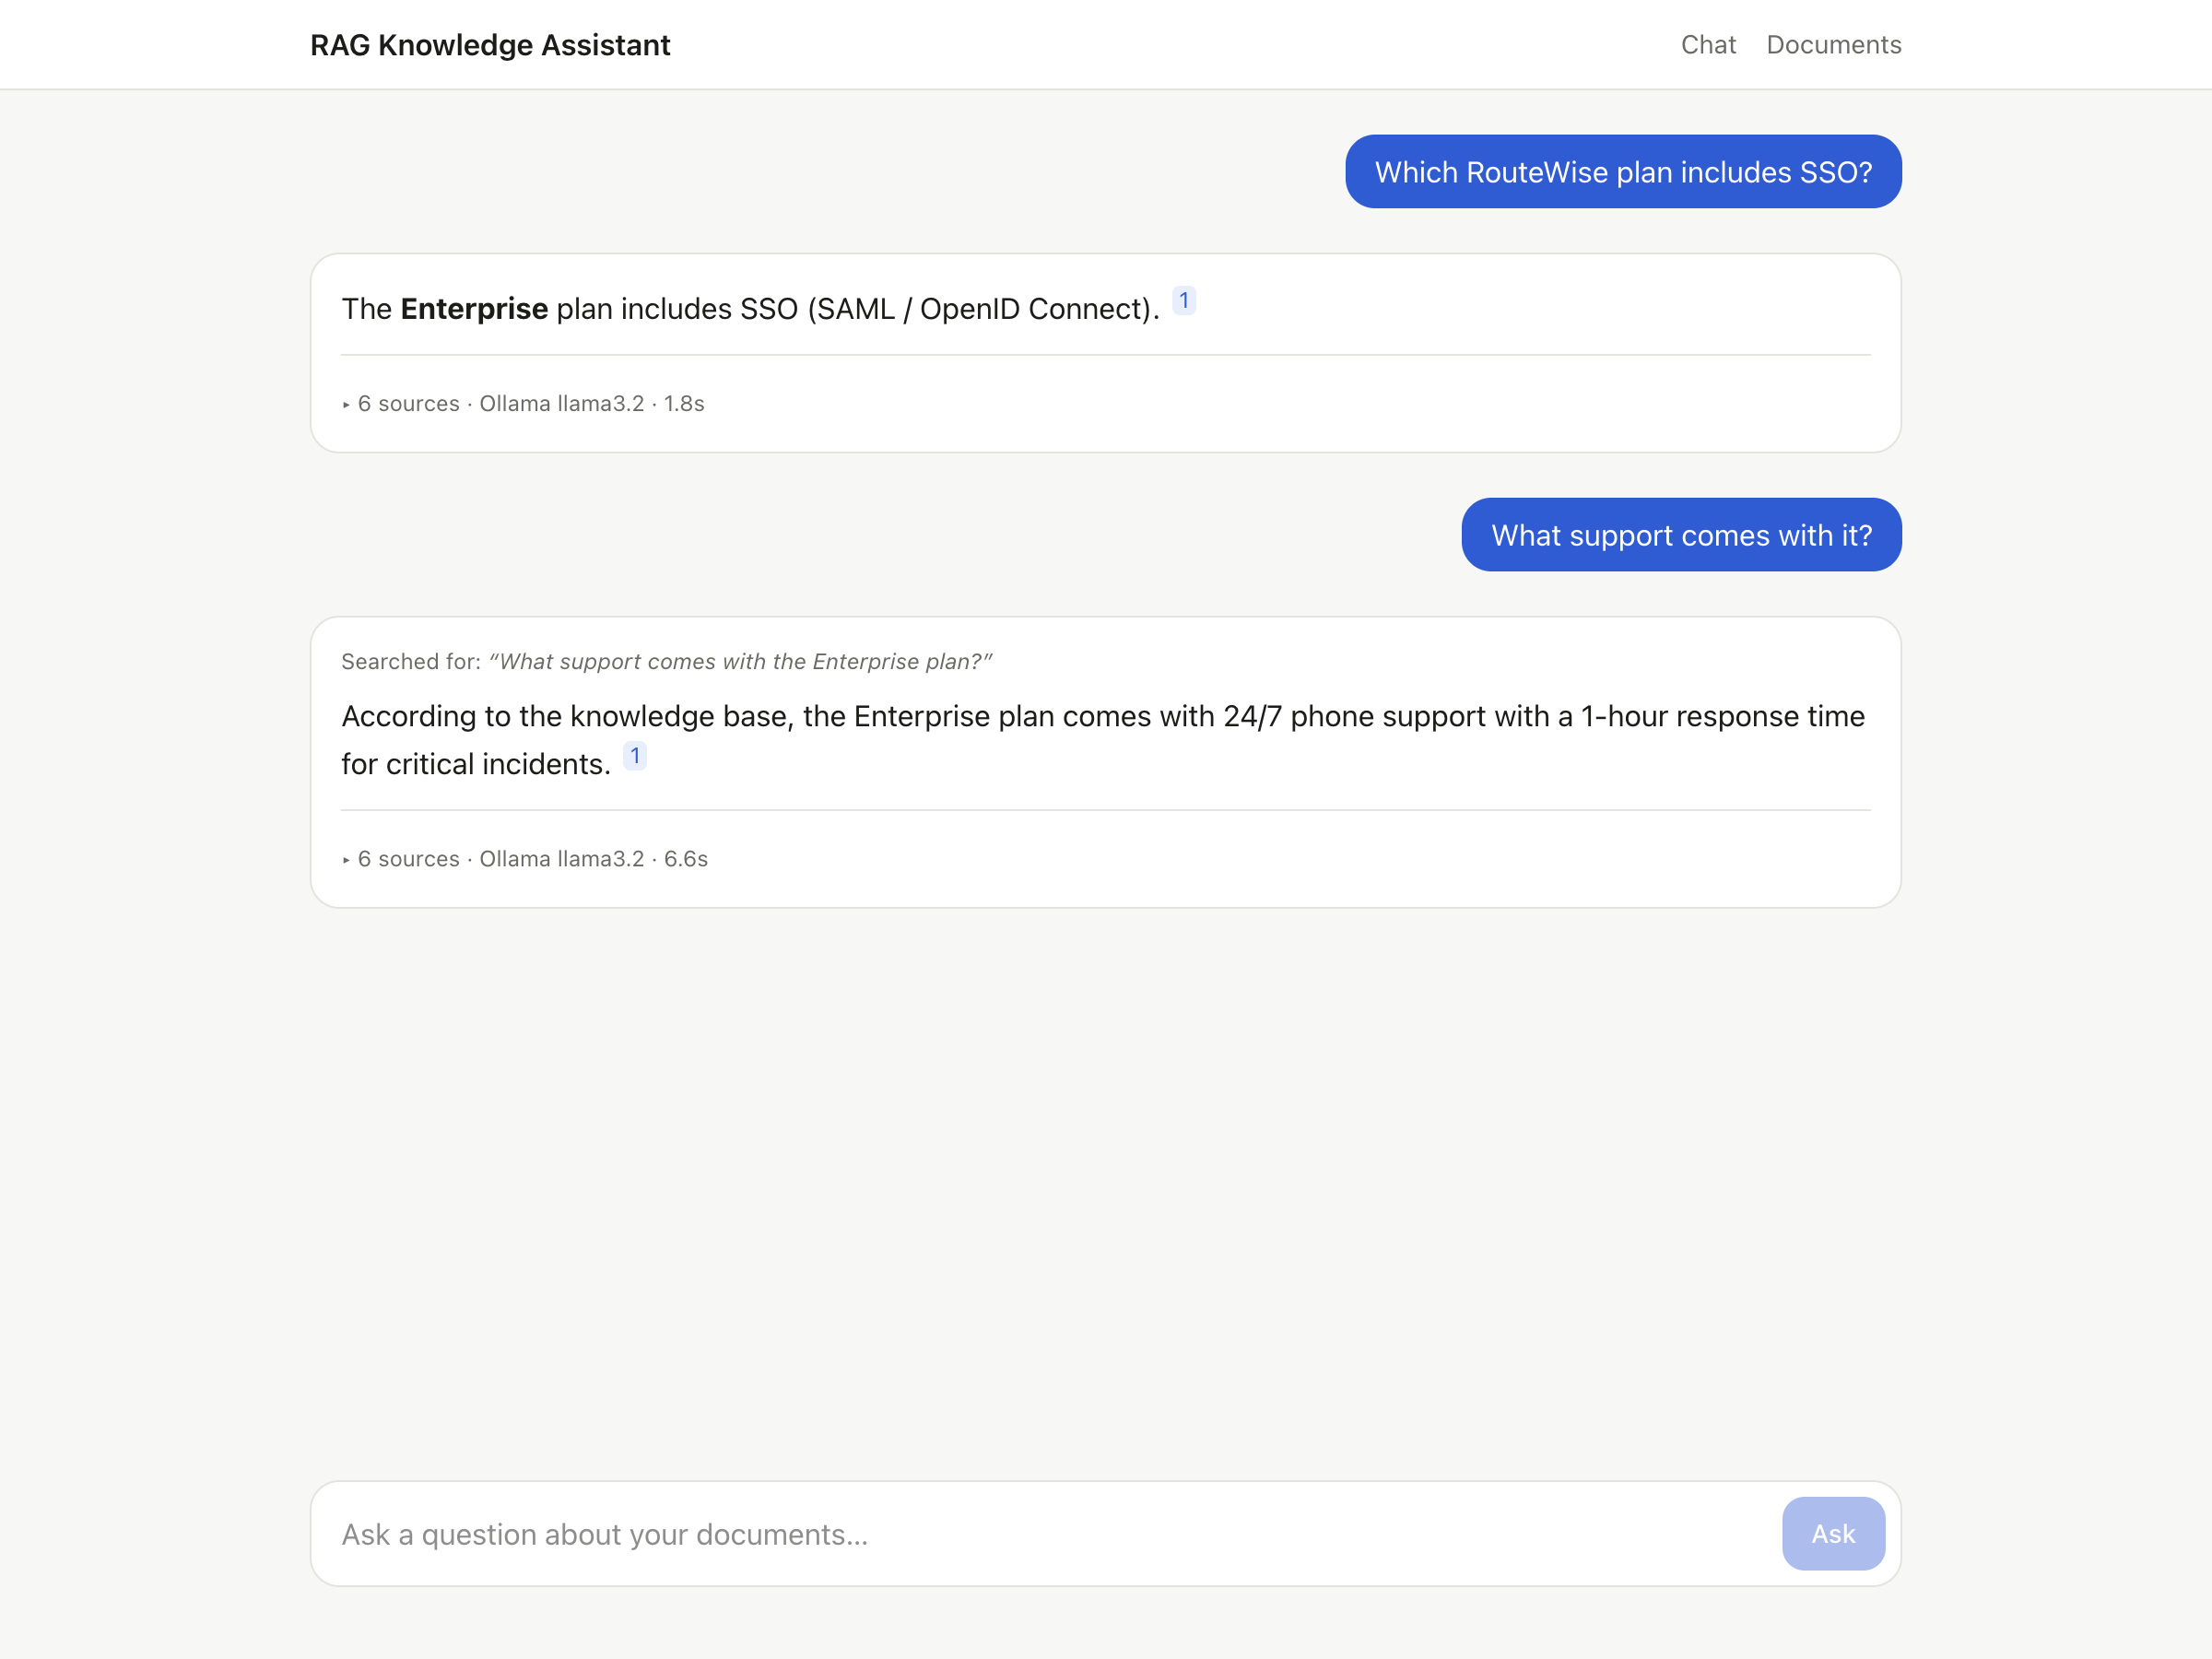 RAG Knowledge Assistant
Chat Documents
Which RouteWise plan includes SSO?
The Enterprise plan includes SSO (SAML / OpenID Connect). 1
▸ 6 sources · Ollama llama3.2 · 1.8s
What support comes with it?
Searched for: “What support comes with the Enterprise plan?”
According to the knowledge base, the Enterprise plan comes with 24/7 phone support with a 1-hour response time
for critical incidents. 1
▸ 6 sources · Ollama llama3.2 · 6.6s
Ask a question about your documents...
Ask